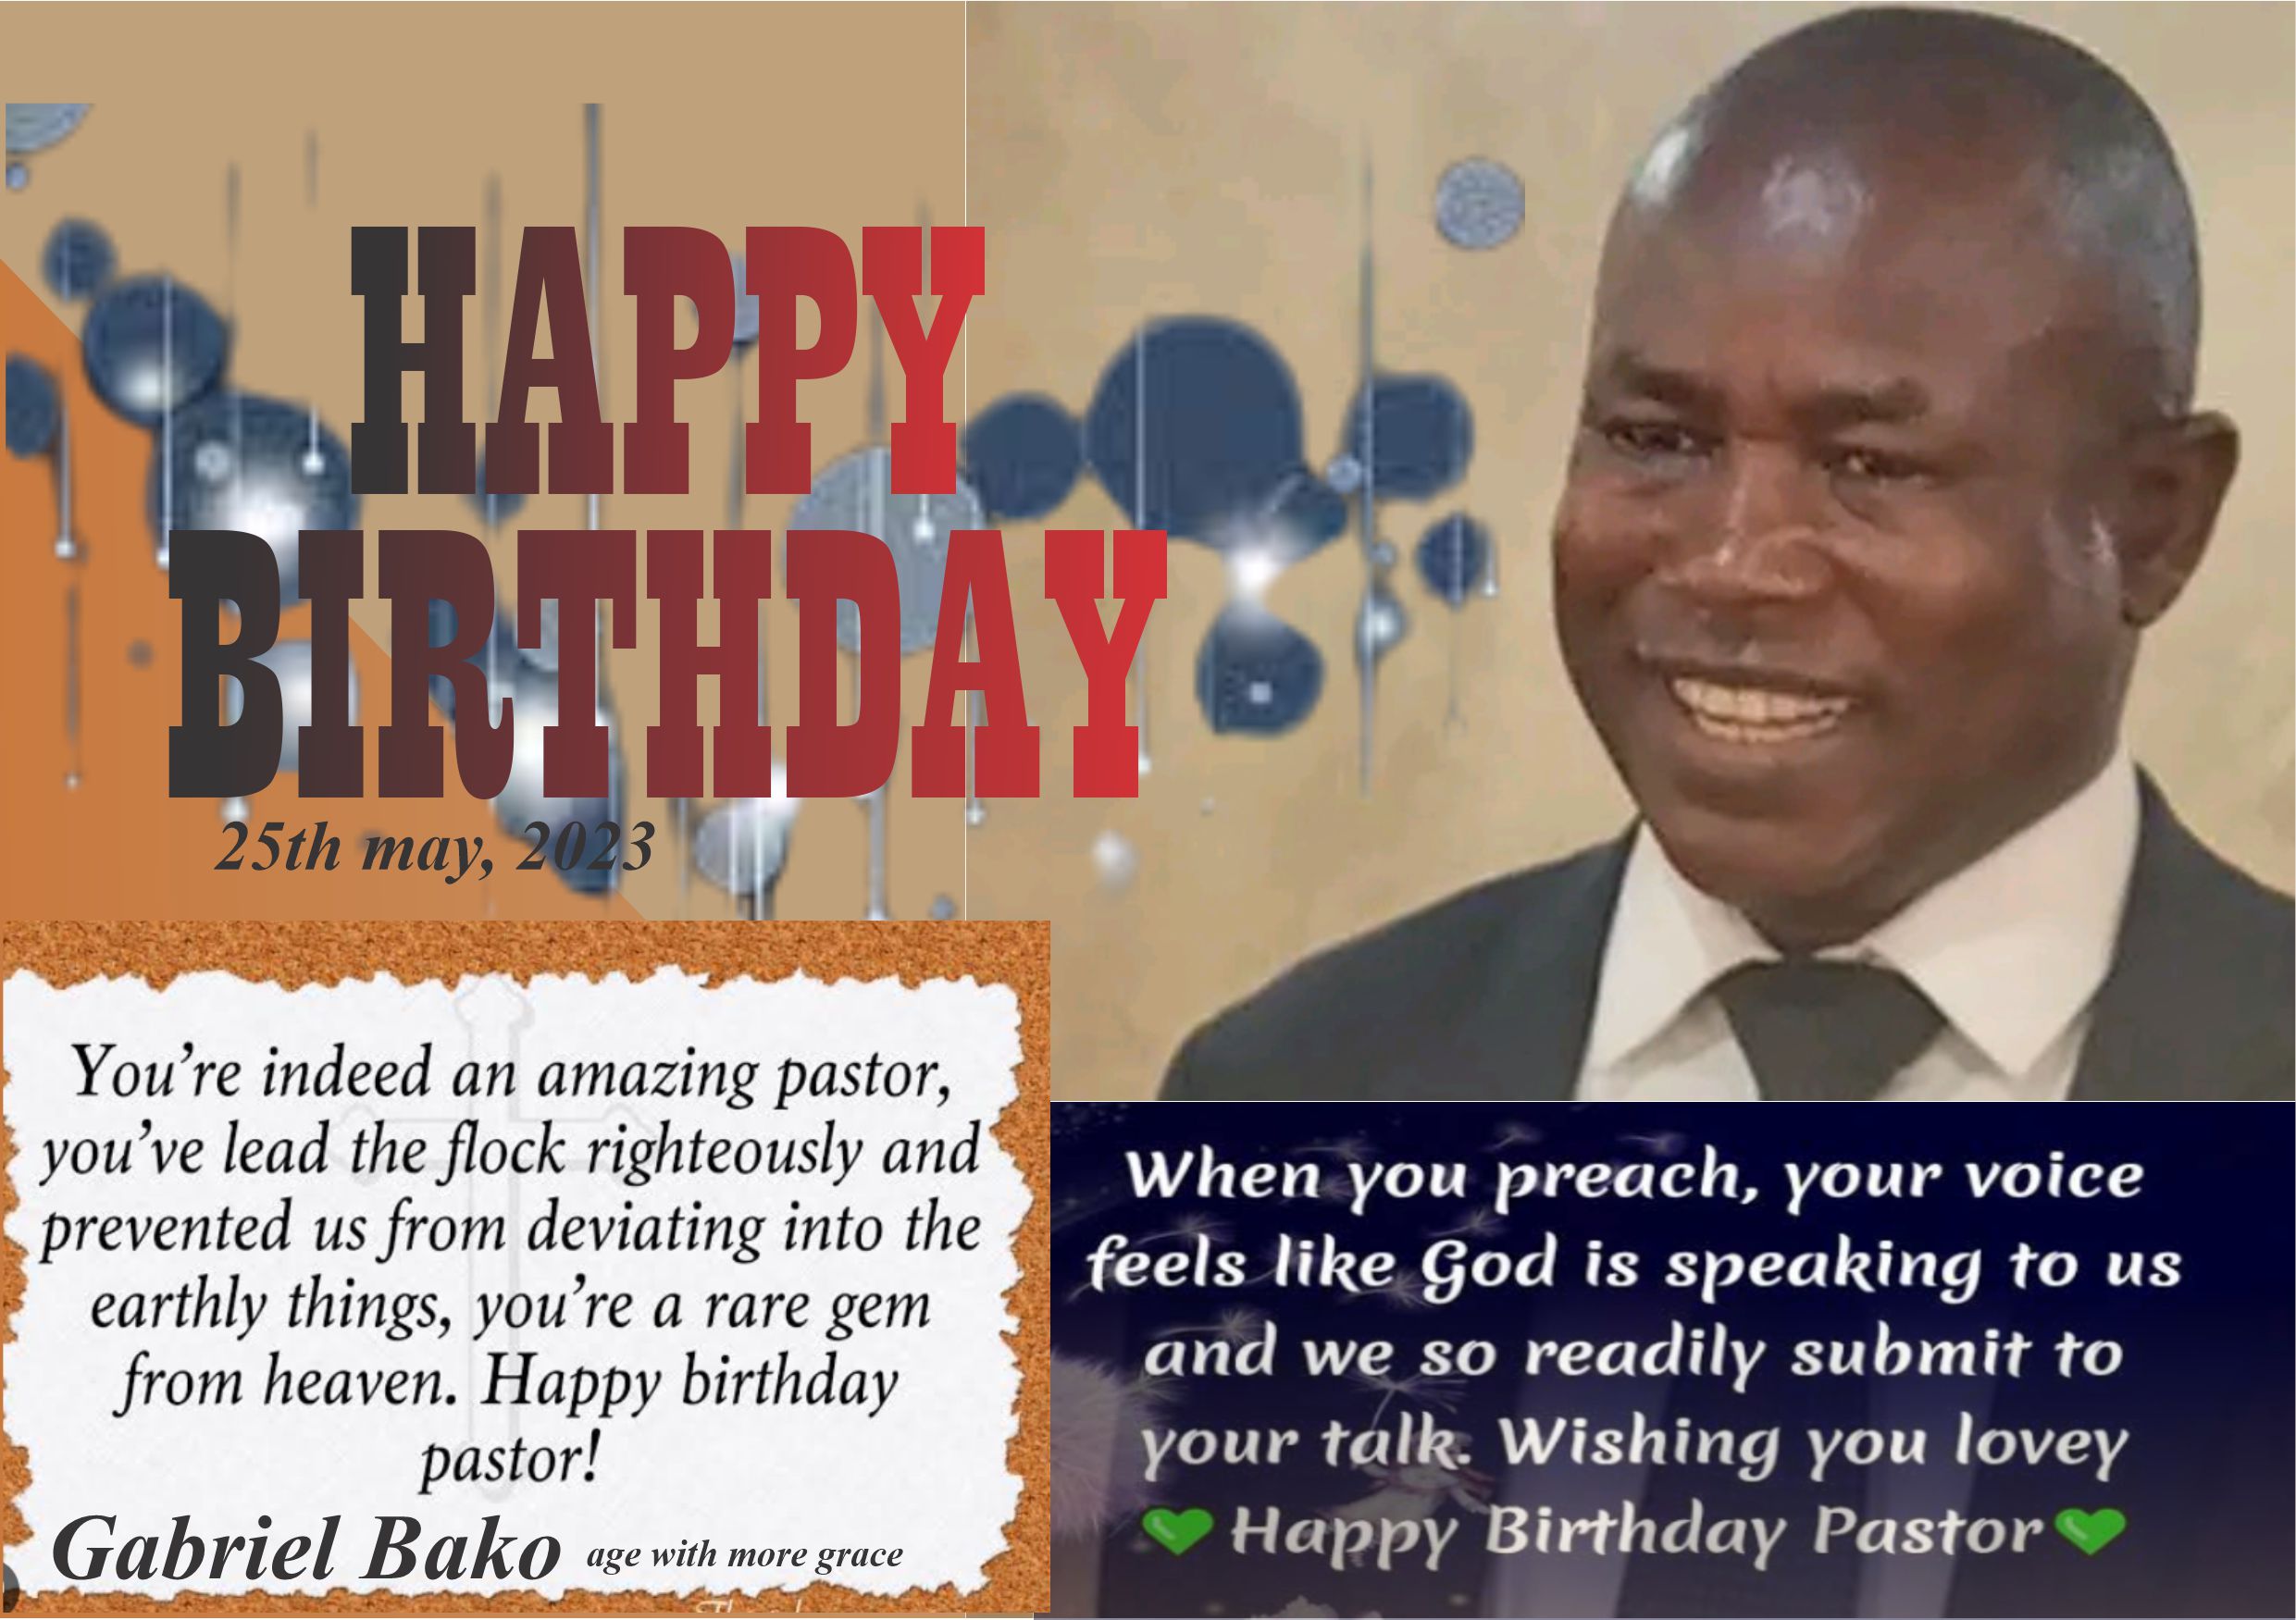 HAPPY
BIRTHDAY
25th may, 2023
You're indeed an amazing pastor,
you've lead the flock righteously and
prevented us from deviating into the
earthly things, you're a rare gem
from heaven. Happy birthday
pastor!
Gabriel Bako age with more grace
When you preach, your voice
feels like God is speaking to us
and we so readily submit to
your talk. Wishing you lovey
💚 Happy Birthday Pastor 💚